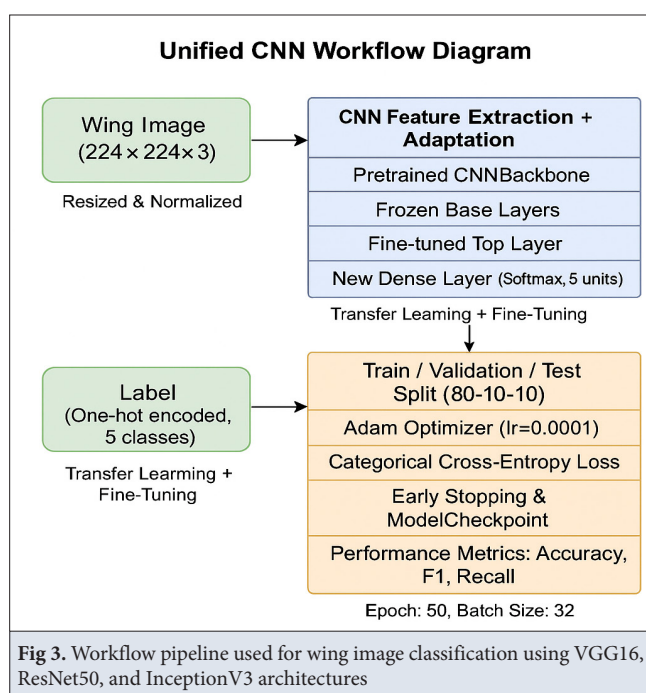 Unified CNN Workflow Diagram
Wing Image
(224×224×3)
Resized & Normalized
CNN Feature Extraction +
Adaptation
Pretrained CNNBackbone
Frozen Base Layers
Fine-tuned Top Layer
New Dense Layer (Softmax, 5 units)
Transfer Leaming + Fine-Tuning
Label
(One-hot encoded,
5 classes)
Transfer Learming +
Fine-Tuning
Train / Validation / Test
Split (80-10-10)
Adam Optimizer (lr=0.0001)
Categorical Cross-Entropy Loss
Early Stopping &
ModelCheckpoint
Performance Metrics: Accuracy,
F1, Recall
Epoch: 50, Batch Size: 32
Fig 3. Workflow pipeline used for wing image classification using VGG16,
ResNet50, and InceptionV3 architectures